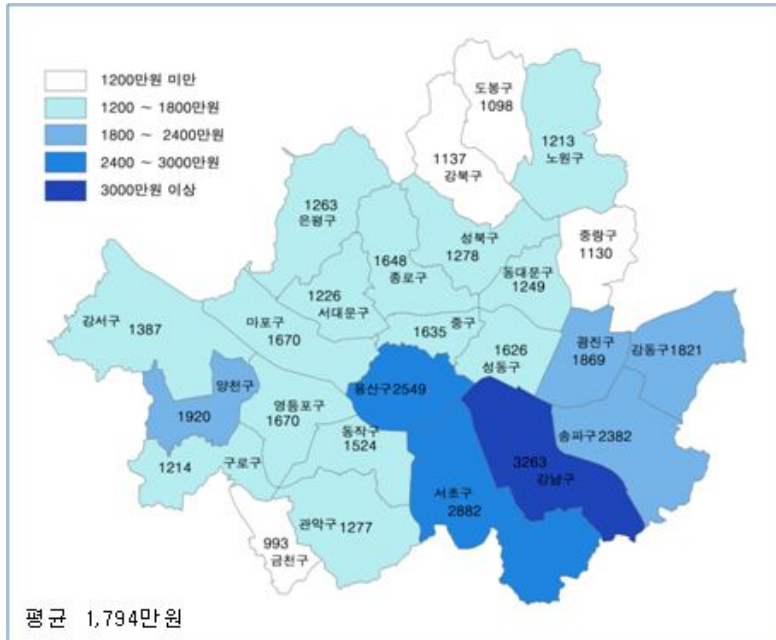 1200만원 미만
1200 ~ 1800만원
1800 ~ 2400만원
2400 ~ 3000만원
3000만원 이상
도봉구
1098
1213
노원구
1137
강북구
1263
은평구
성북구
1278
중랑구
1130
1648
종로구
동대문구
1249
1226
서대문구
강서구
1387
마포구
1670
중구
1635
1626
성동구
광진구
1869
강동구1821
양천구
1920
용산구2549
영등포구
1670
동작구
1524
송파구2382
1214
구로구
3263
강남구
서초구
2882
관악구
1277
993
금천구
평균 1,794만원